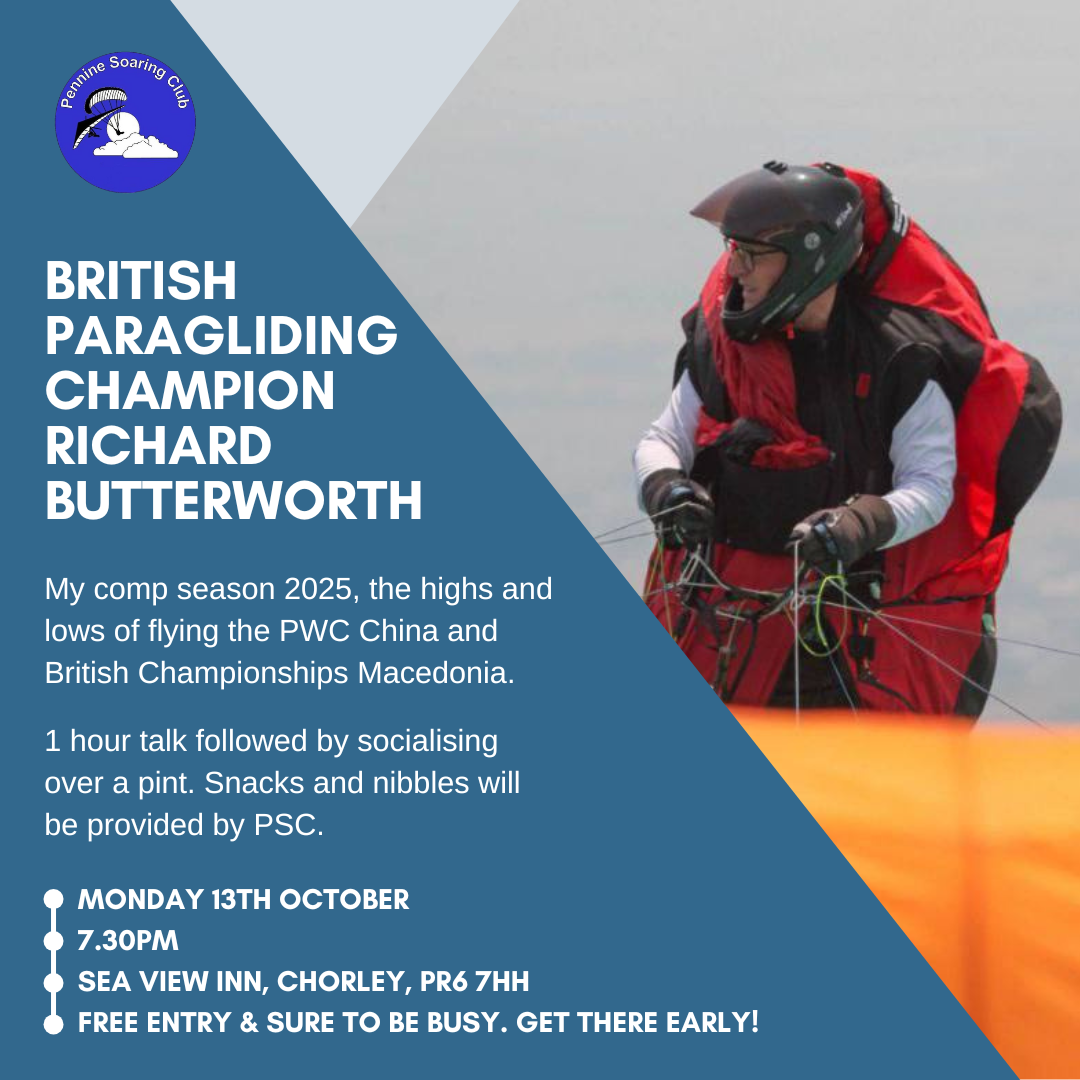 Pennine Soaring Club
BRITISH
PARAGLIDING
CHAMPION
RICHARD
BUTTERWORTH
My comp season 2025, the highs and
lows of flying the PWC China and
British Championships Macedonia.
1 hour talk followed by socialising
over a pint. Snacks and nibbles will
be provided by PSC.
MONDAY 13TH OCTOBER
7.30PM
SEA VIEW INN, CHORLEY, PR6 7HH
FREE ENTRY & SURE TO BE BUSY. GET THERE EARLY!